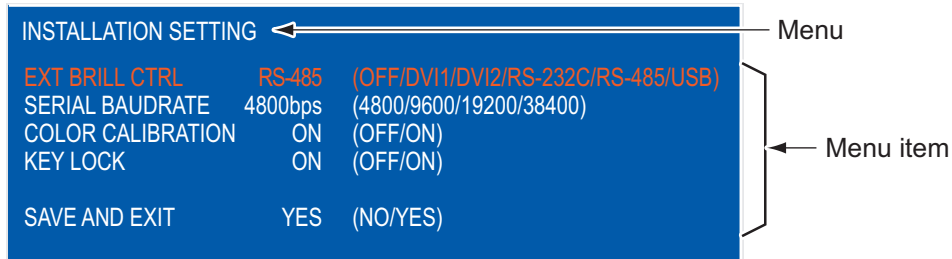 INSTALLATION SETTING
Menu
EXT BRILL CTRL RS-485 (OFF/DVI1/DVI2/RS-232C/RS-485/USB)
SERIAL BAUDRATE 4800bps (4800/9600/19200/38400)
COLOR CALIBRATION ON (OFF/ON)
Menu item
KEY LOCK ON (OFF/ON)
SAVE AND EXIT YES (NO/YES)